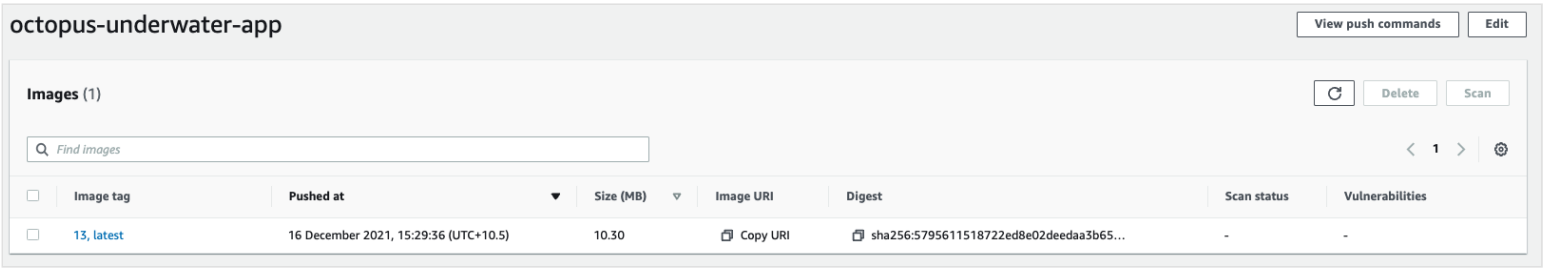 octopus-underwater-app
View push commands
Edit
Images (1)
Delete
Scan
Find images
1
Image tag
Pushed at
Size (MB)
Image URI
Digest
Scan status
Vulnerabilities
13, latest
16 December 2021, 15:29:36 (UTC+10.5)
10.30
Copy URI
sha256:5795611518722ed8e02deedaa3b65...
-
-